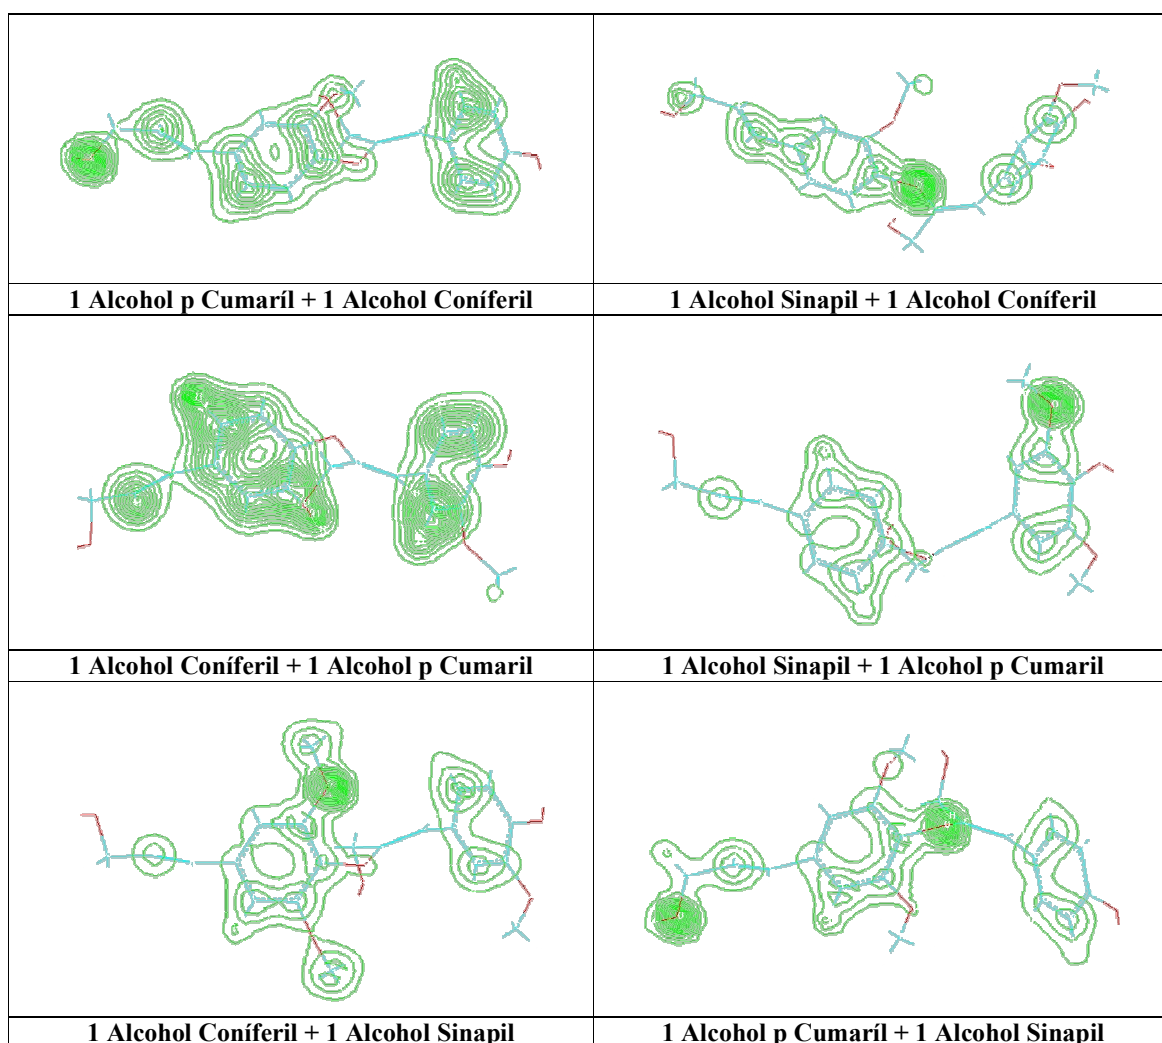 1 Alcohol p Cumaríl + 1 Alcohol Coníferil
1 Alcohol Sinapil + 1 Alcohol Coníferil
1 Alcohol Coníferil + 1 Alcohol p Cumaril
1 Alcohol Sinapil + 1 Alcohol p Cumaril
1 Alcohol Coníferil + 1 Alcohol Sinapil
1 Alcohol p Cumaríl + 1 Alcohol Sinapil